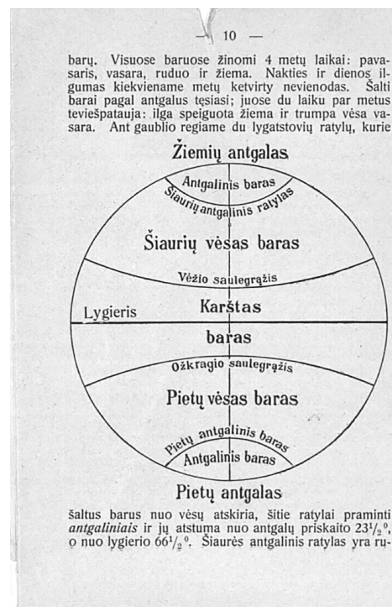 — 10 —
barų. Visuose baruose žinomi 4 metų laikai: pava-
saris, vasara, ruduo ir žiema. Nakties ir dienos il-
gumas kiekviename metų ketvirty nevienodas. Šalti
barai pagal antgalus tęsiasi; juose du laiku par metus
teviešpatauja: ilga speiguota žiema ir trumpa vėsa va-
sara. Ant gaublio regiame du lygatstovių ratylų, kurie
Žiemių antgalas
Antgalinis baras
Šiaurių antgalinis ratylas
Šiaurių vėsas baras
Vėžio saulegrąžis
Karštas
Lygieris
baras
Ožkragio saulegrąžis
Pietų vėsas baras
Pietų antgalinis baras
Antgalinis baras
Pietų antgalas
šaltus barus nuo vėsų atskiria, šitie ratylai praminti
antgaliniais ir jų atstuma nuo antgalų priskaito 23¹/₂⁰,
o nuo lygierio 66¹/₂⁰. Šiaurės antgalinis ratylas yra ru-